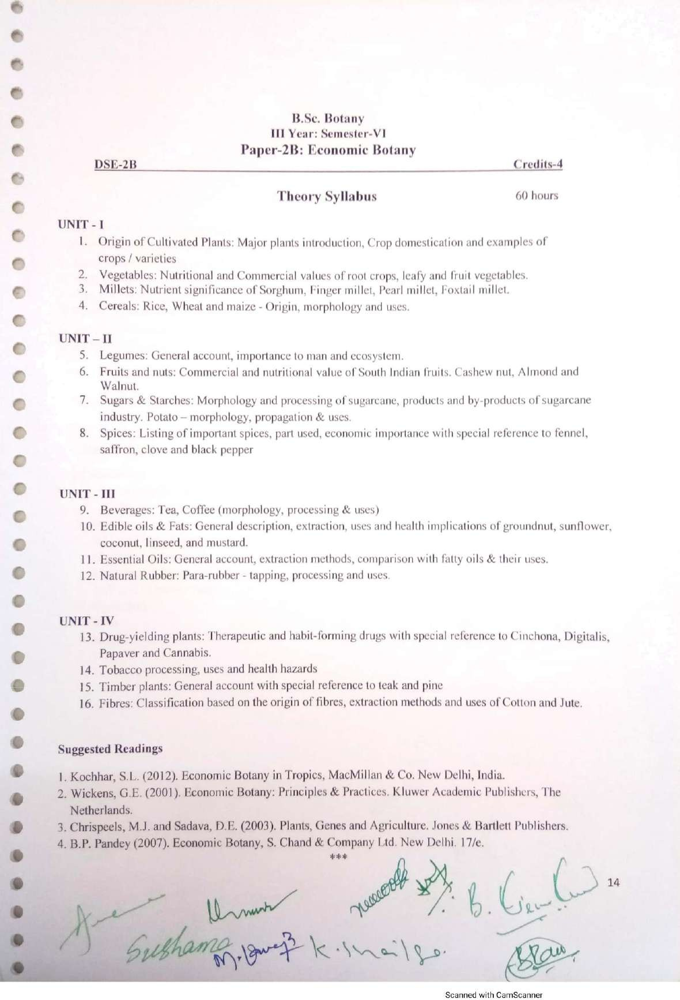 B.Sc. Botany
III Year: Semester-VI
Paper-2B: Economic Botany
DSE-2B Credits-4
Theory Syllabus 60 hours
UNIT - I
1. Origin of Cultivated Plants: Major plants introduction, Crop domestication and examples of
crops / varieties
2. Vegetables: Nutritional and Commercial values of root crops, leafy and fruit vegetables.
3. Millets: Nutrient significance of Sorghum, Finger millet, Pearl millet, Foxtail millet.
4. Cereals: Rice, Wheat and maize - Origin, morphology and uses.
UNIT – II
5. Legumes: General account, importance to man and ecosystem.
6. Fruits and nuts: Commercial and nutritional value of South Indian fruits. Cashew nut, Almond and
Walnut.
7. Sugars & Starches: Morphology and processing of sugarcane, products and by-products of sugarcane
industry. Potato – morphology, propagation & uses.
8. Spices: Listing of important spices, part used, economic importance with special reference to fennel,
saffron, clove and black pepper
UNIT - III
9. Beverages: Tea, Coffee (morphology, processing & uses)
10. Edible oils & Fats: General description, extraction, uses and health implications of groundnut, sunflower,
coconut, linseed, and mustard.
11. Essential Oils: General account, extraction methods, comparison with fatty oils & their uses.
12. Natural Rubber: Para-rubber - tapping, processing and uses.
UNIT - IV
13. Drug-yielding plants: Therapeutic and habit-forming drugs with special reference to Cinchona, Digitalis,
Papaver and Cannabis.
14. Tobacco processing, uses and health hazards
15. Timber plants: General account with special reference to teak and pine
16. Fibres: Classification based on the origin of fibres, extraction methods and uses of Cotton and Jute.
Suggested Readings
1. Kochhar, S.L. (2012). Economic Botany in Tropics, MacMillan & Co. New Delhi, India.
2. Wickens, G.E. (2001). Economic Botany: Principles & Practices. Kluwer Academic Publishers, The
Netherlands.
3. Chrispeels, M.J. and Sadava, D.E. (2003). Plants, Genes and Agriculture. Jones & Bartlett Publishers.
4. B.P. Pandey (2007). Economic Botany, S. Chand & Company Ltd. New Delhi. 17/e.
***
14
Sushama
Scanned with CamScanner